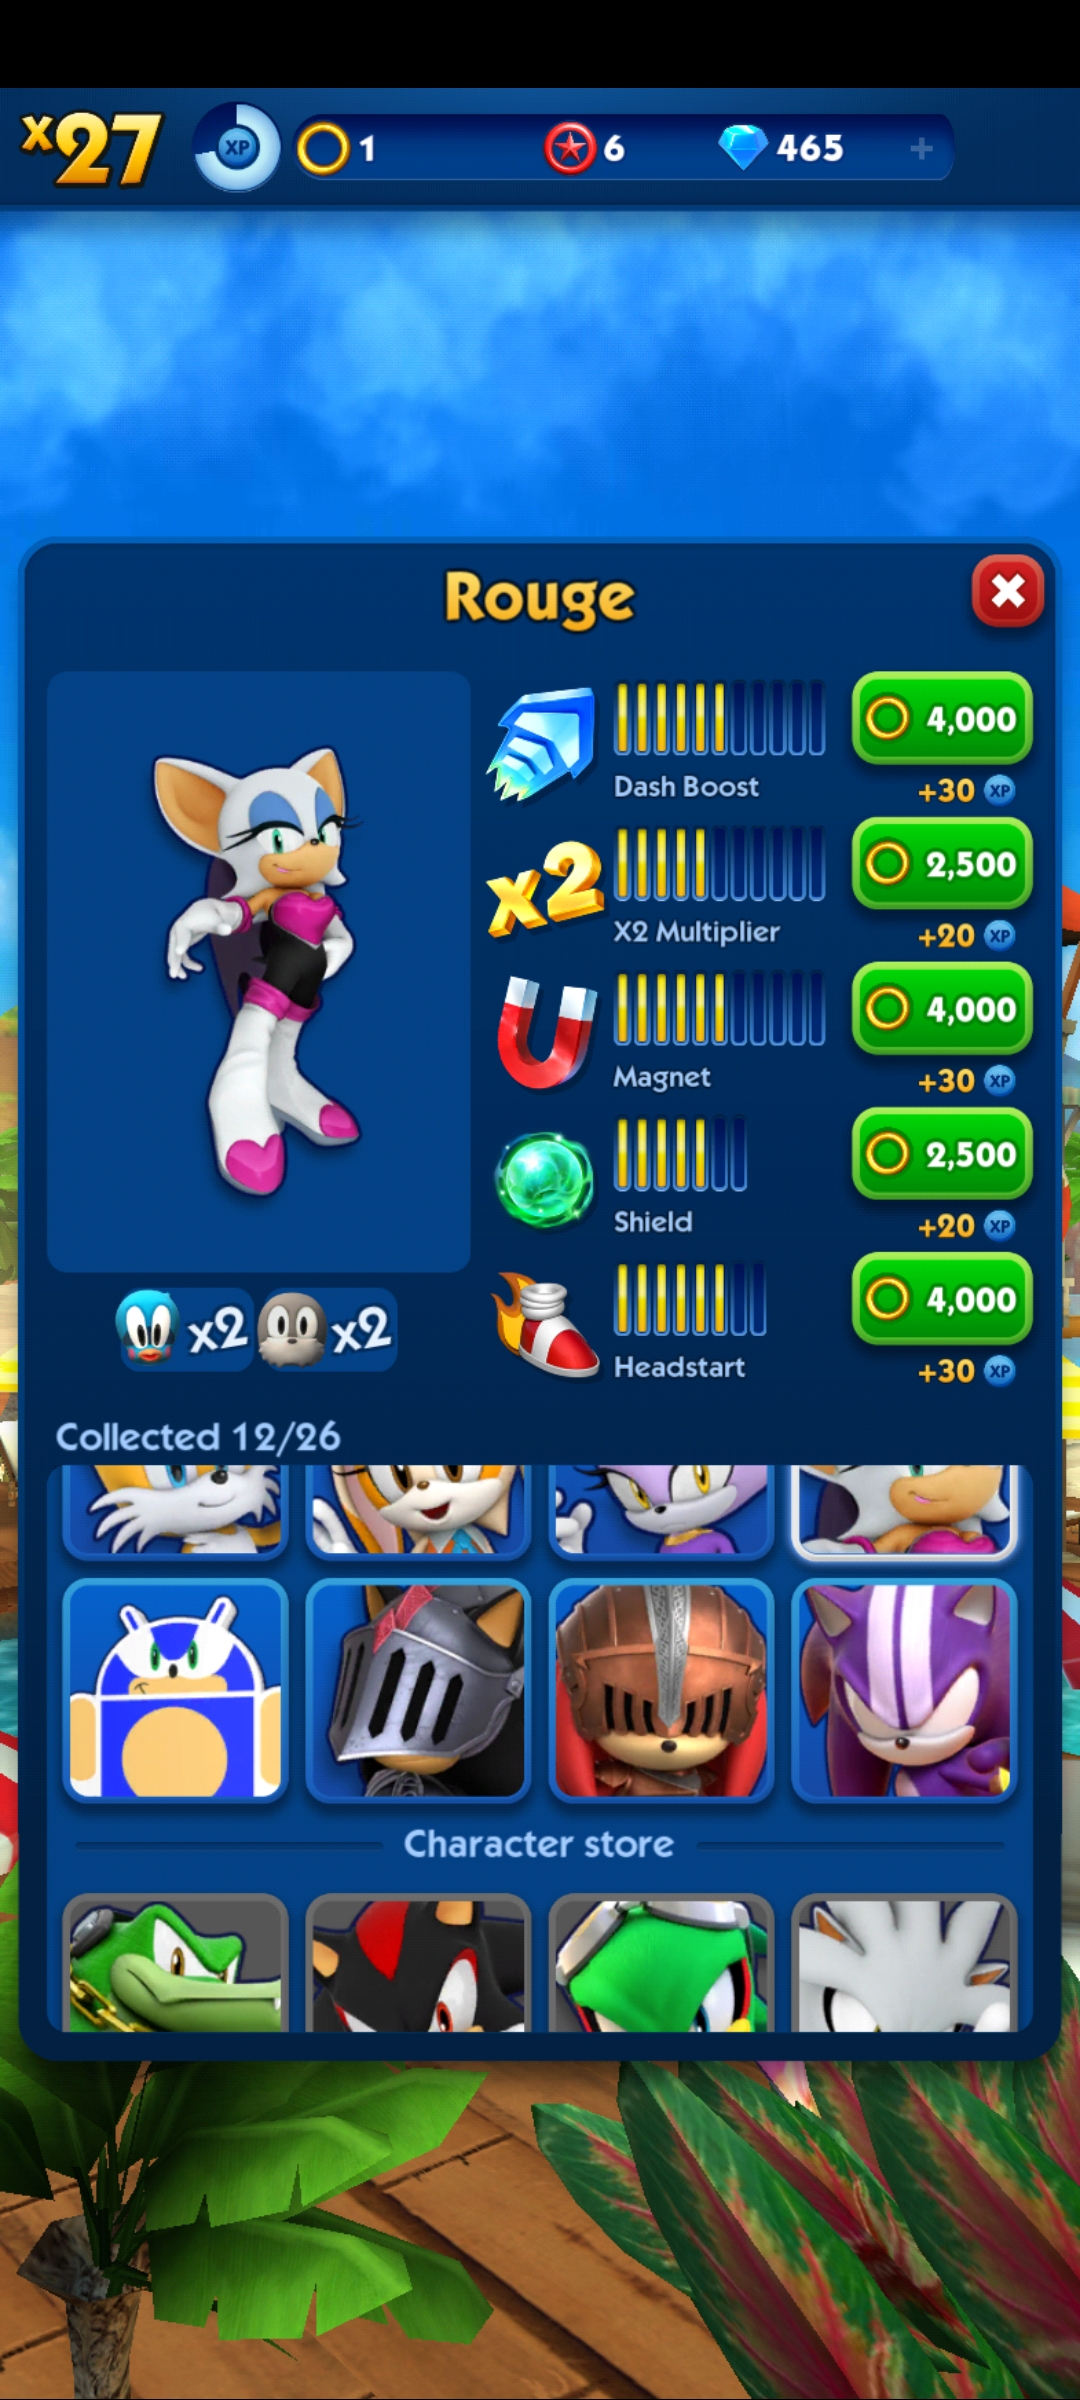 x27
XP
1
6
465
+
Rouge
4,000
Dash Boost
+30 XP
x2
2,500
X2 Multiplier
+20 XP
4,000
Magnet
+30 XP
2,500
Shield
+20 XP
x2
x2
4,000
Headstart
+30 XP
Collected 12/26
Character store